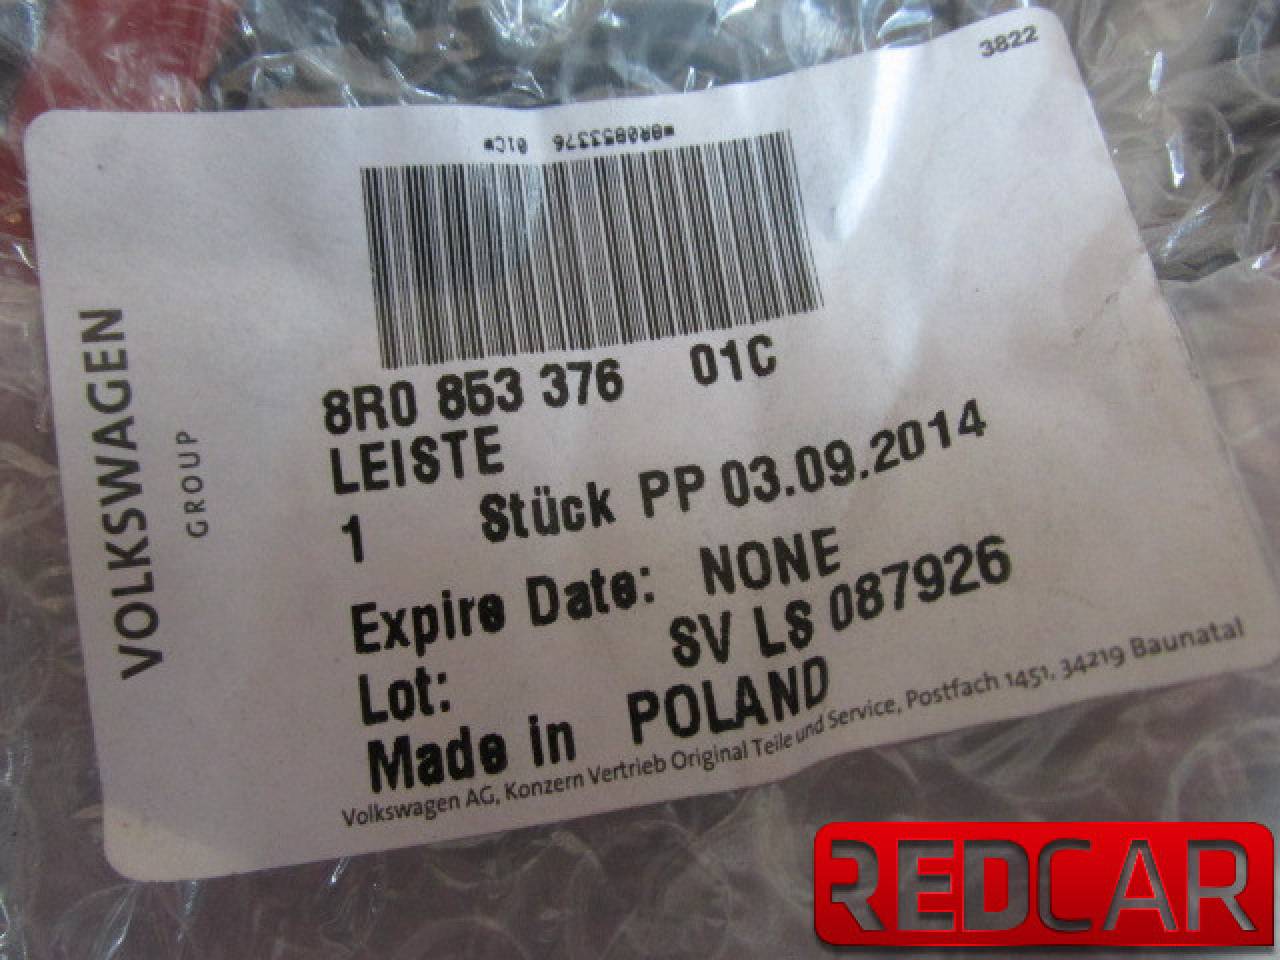 3822
*8R0853376 01C*
8R0 853 376 01C
LEISTE
1 Stück PP 03.09.2014
Expire Date: NONE
Lot: SV LS 087926
Made in POLAND
Volkswagen AG, Konzern Vertrieb Original Teile und Service, Postfach 1451, 34219 Baunatal
VOLKSWAGEN
GROUP
REDCAR